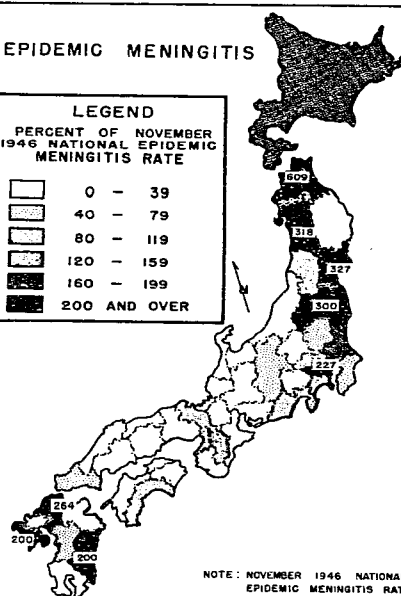 EPIDEMIC MENINGITIS
LEGEND
PERCENT OF NOVEMBER
1946 NATIONAL EPIDEMIC
MENINGITIS RATE
0 - 39
40 - 79
80 - 119
120 - 159
160 - 199
200 AND OVER
609
318
327
300
227
264
200
200
NOTE: NOVEMBER 1946 NATIONA
EPIDEMIC MENINGITIS RAT